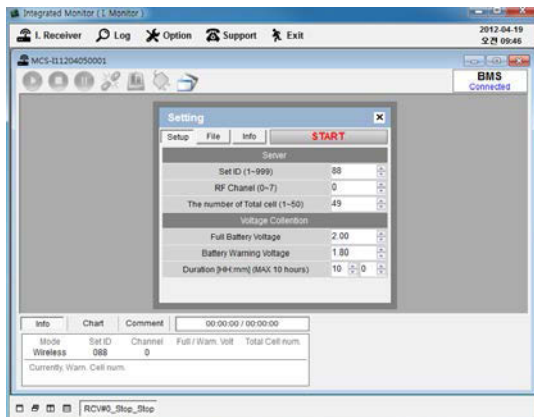 Integrated Monitor ( I. Monitor )
I. Receiver Log Option Support Exit
2012-04-19
오전 09:46
MCS-I11204050001
BMS
Connected
Setting
Setup File Info START
Server
Set ID (1~999) 88
RF Chanel (0~7) 0
The number of Total cell (1~50) 49
Voltage Collention
Full Battery Voltage 2.00
Battery Warning Voltage 1.80
Duration [HH:mm] (MAX 10 hours) 10 0
Info Chart Comment 00:00:00 / 00:00:00
Mode Set ID Channel Full / Warn. Volt Total Cell num.
Wireless 088 0
Currently, Warn. Cell num.
RCV#0_Stop_Stop